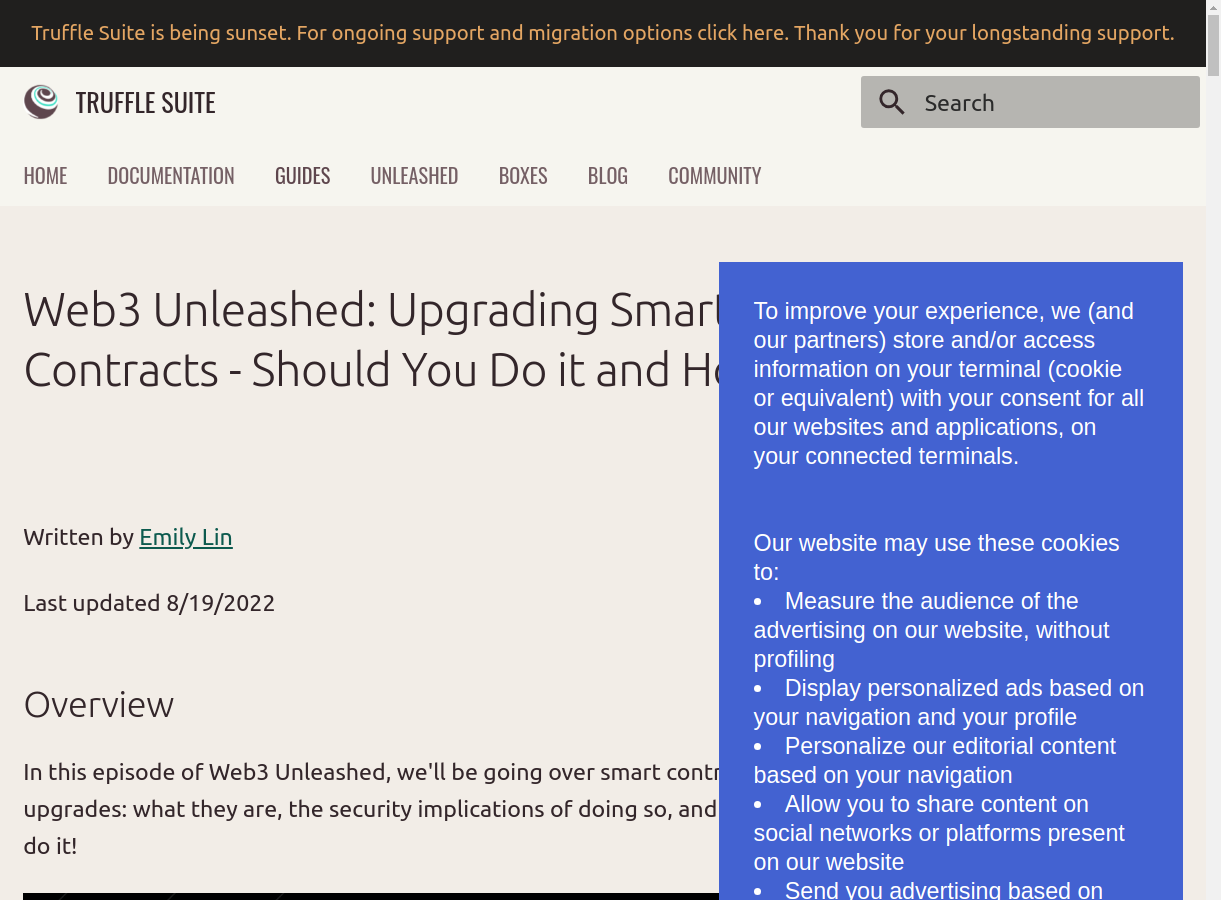 Truffle Suite is being sunset. For ongoing support and migration options click here. Thank you for your longstanding support.
TRUFFLE SUITE
Search
HOME DOCUMENTATION GUIDES UNLEASHED BOXES BLOG COMMUNITY
Web3 Unleashed: Upgrading Smart
Contracts - Should You Do it and
Written by Emily Lin
Last updated 8/19/2022
Overview
In this episode of Web3 Unleashed, we'll be going over smart
upgrades: what they are, the security implications of doing so, and
do it!
To improve your experience, we (and
our partners) store and/or access
information on your terminal (cookie
or equivalent) with your consent for all
our websites and applications, on
your connected terminals.
Our website may use these cookies
to:
• Measure the audience of the
advertising on our website, without
profiling
• Display personalized ads based on
your navigation and your profile
• Personalize our editorial content
based on your navigation
• Allow you to share content on
social networks or platforms present
on our website
• Send you advertising based on